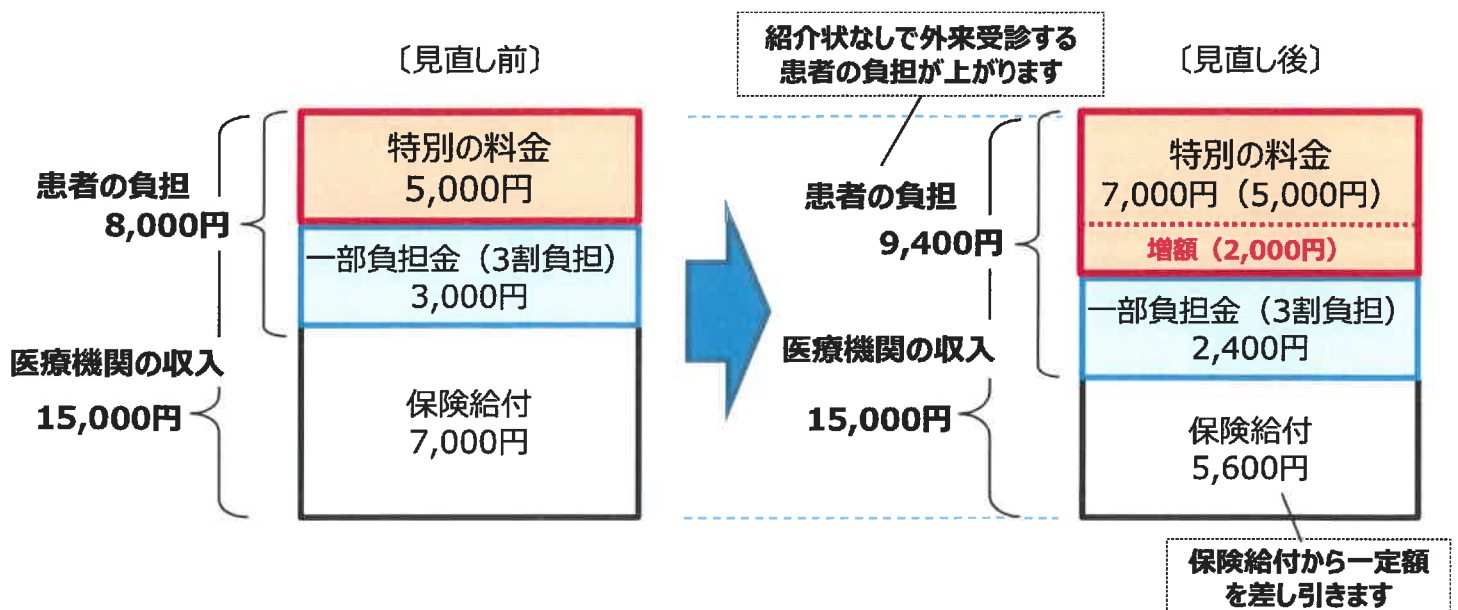 紹介状なしで外来受診する
患者の負担が上がります
〔見直し前〕
特別の料金
5,000円
患者の負担
8,000円
一部負担金（3割負担）
3,000円
医療機関の収入
15,000円
保険給付
7,000円
〔見直し後〕
特別の料金
7,000円（5,000円）
増額（2,000円）
患者の負担
9,400円
一部負担金（3割負担）
2,400円
医療機関の収入
15,000円
保険給付
5,600円
保険給付から一定額
を差し引きます